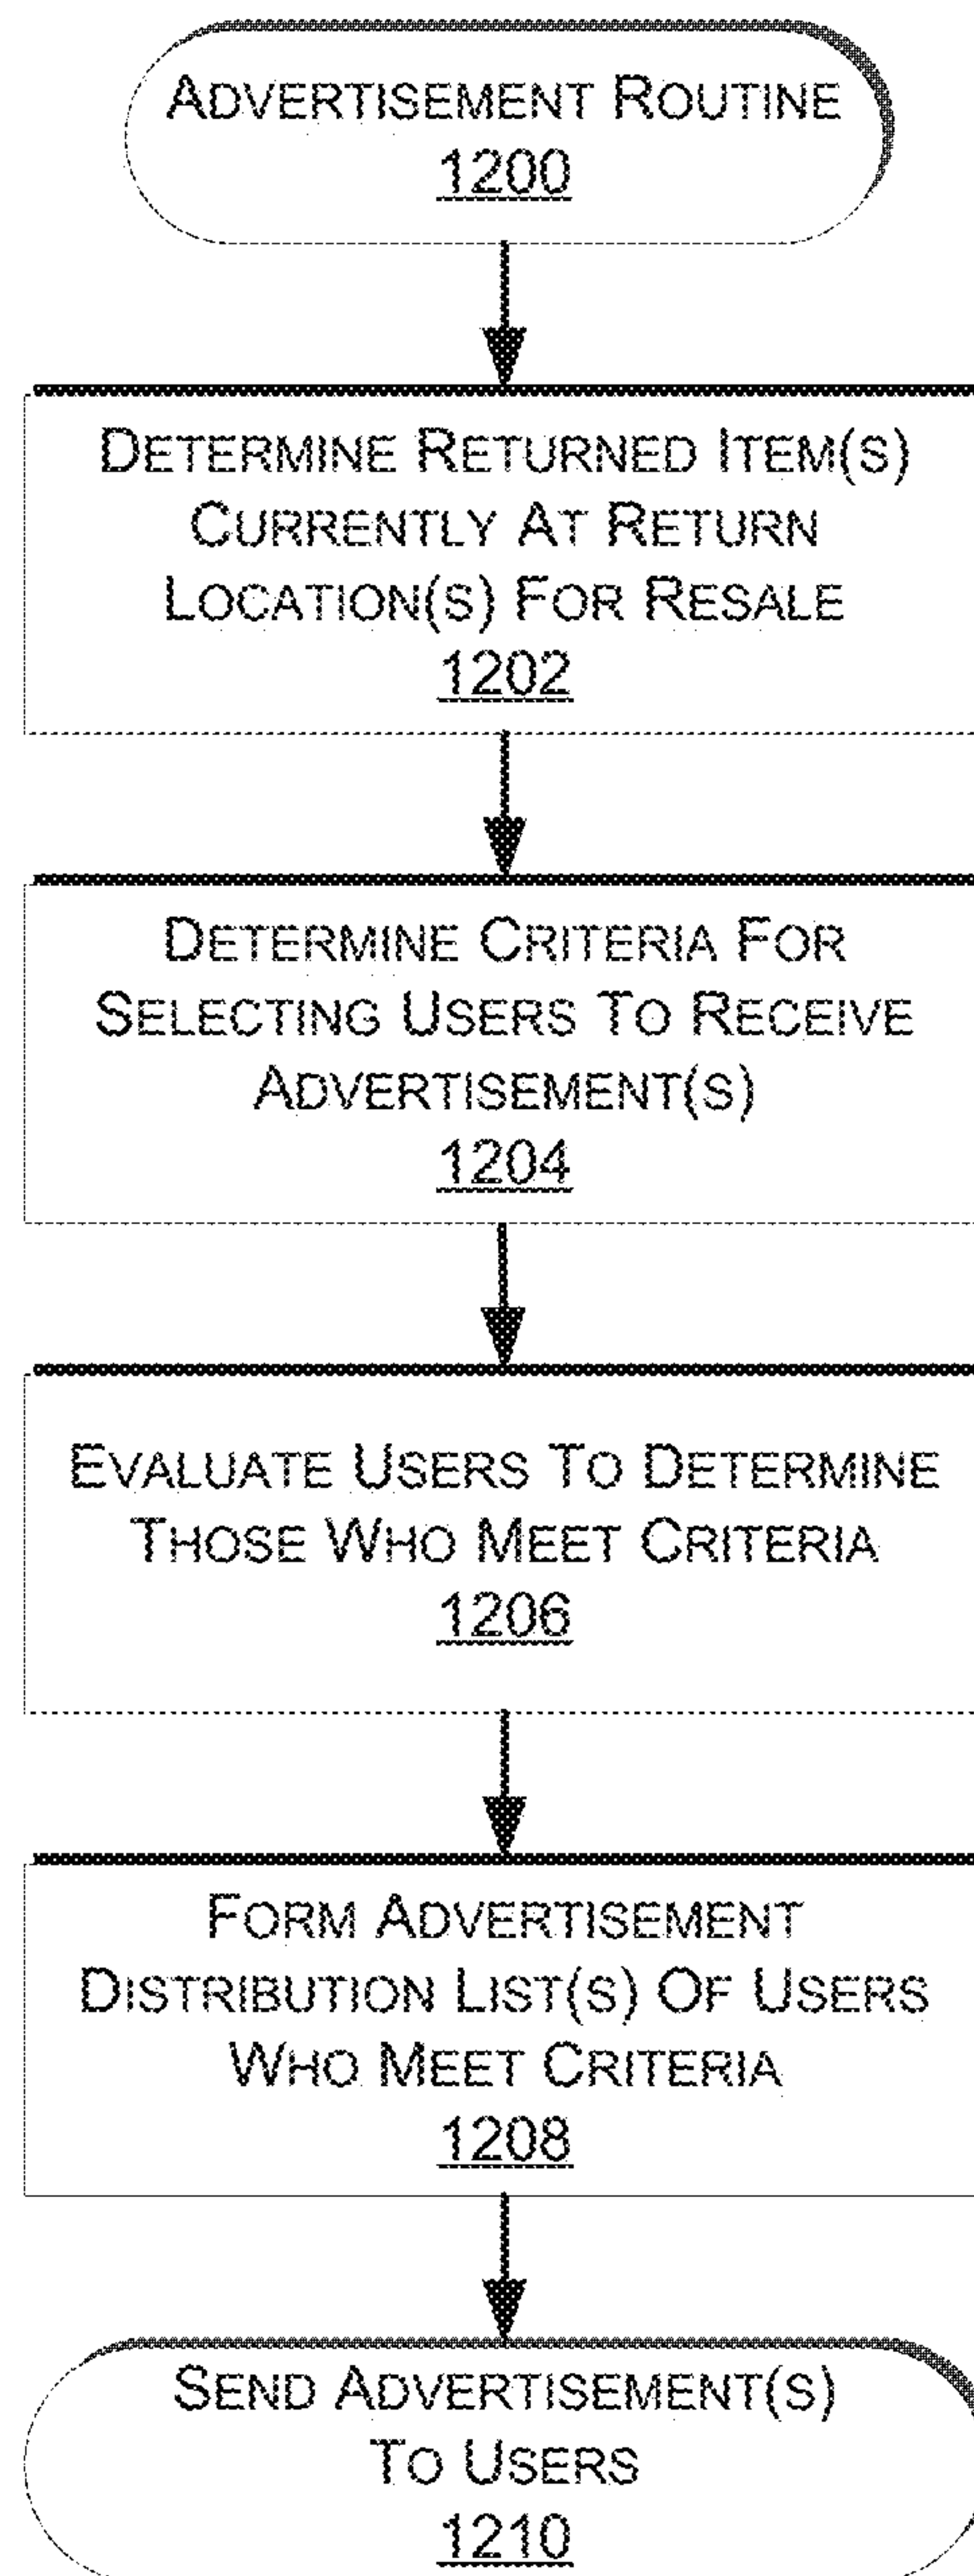 ADVERTISEMENT ROUTINE
1200
DETERMINE RETURNED ITEM(S)
CURRENTLY AT RETURN
LOCATION(S) FOR RESALE
1202
DETERMINE CRITERIA FOR
SELECTING USERS TO RECEIVE
ADVERTISEMENT(S)
1204
EVALUATE USERS TO DETERMINE
THOSE WHO MEET CRITERIA
1206
FORM ADVERTISEMENT
DISTRIBUTION LIST(S) OF USERS
WHO MEET CRITERIA
1208
SEND ADVERTISEMENT(S)
TO USERS
1210